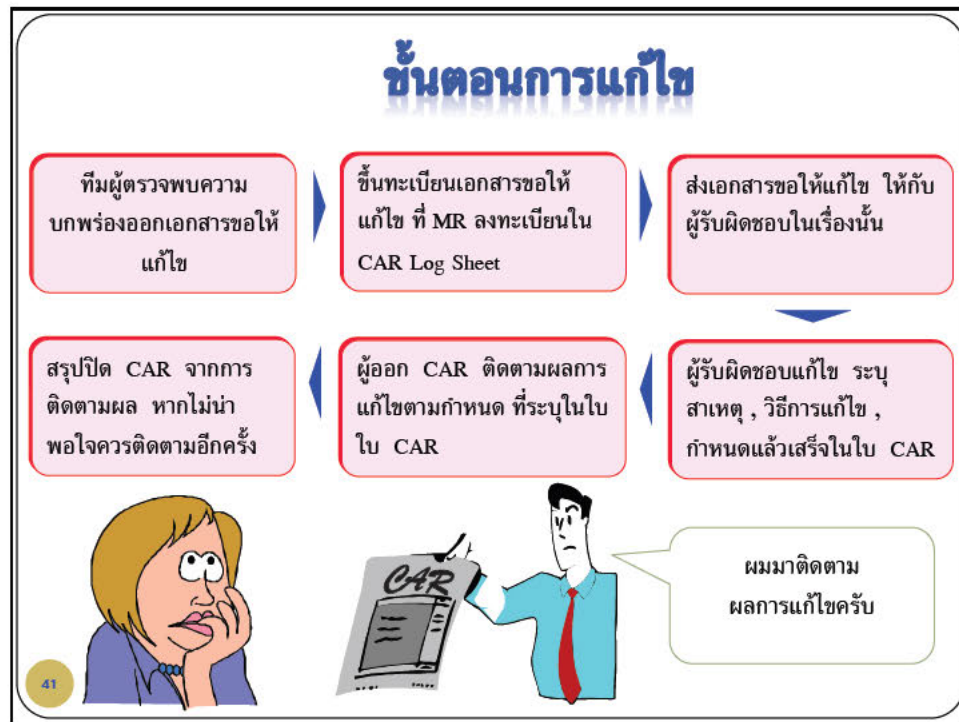 ขั้นตอนการแก้ไข
ทีมผู้ตรวจพบความ
บกพร่องออกเอกสารขอให้
แก้ไข
ขึ้นทะเบียนเอกสารขอให้
แก้ไข ที่ MR ลงทะเบียนใน
CAR Log Sheet
ส่งเอกสารขอให้แก้ไข ให้กับ
ผู้รับผิดชอบในเรื่องนั้น
ผู้รับผิดชอบแก้ไข ระบุ
สาเหตุ , วิธีการแก้ไข ,
กำหนดแล้วเสร็จในใบ CAR
ผู้ออก CAR ติดตามผลการ
แก้ไขตามกำหนด ที่ระบุในใบ
ใบ CAR
สรุปปิด CAR จากการ
ติดตามผล หากไม่น่า
พอใจควรติดตามอีกครั้ง
CAR
ผมมาติดตาม
ผลการแก้ไขครับ
41